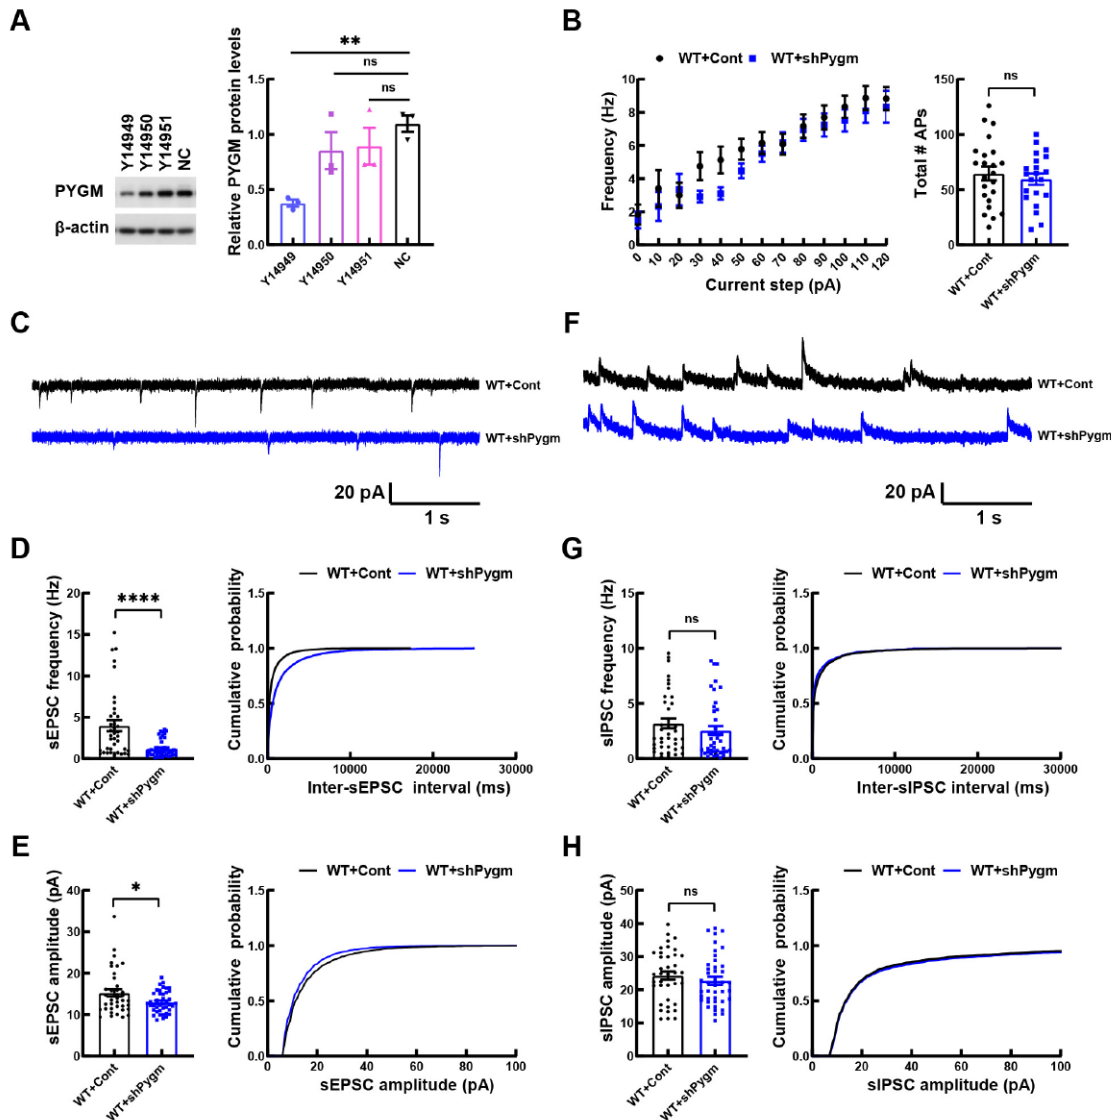 A
Y14949
Y14950
Y14951
NC
PYGM
β-actin
Relative PYGM protein levels
1.5
1.0
0.5
0.0
**
ns
ns
Y14949
Y14950
Y14951
NC
B
WT+Cont
WT+shPygm
Frequency (Hz)
10
8
6
4
2
0
0
10
20
30
40
50
60
70
80
90
100
110
120
Current step (pA)
Total # APs
150
100
50
0
ns
WT+Cont
WT+shPygm
C
WT+Cont
WT+shPygm
20 pA
1 s
F
WT+Cont
WT+shPygm
20 pA
1 s
D
sEPSC frequency (Hz)
20
15
10
5
0
****
WT+Cont
WT+shPygm
WT+Cont
WT+shPygm
Cumulative probability
1.5
1.0
0.5
0.0
0
10000
20000
30000
Inter-sEPSC interval (ms)
G
sIPSC frequency (Hz)
15
10
5
0
ns
WT+Cont
WT+shPygm
WT+Cont
WT+shPygm
Cumulative probability
1.5
1.0
0.5
0.0
0
10000
20000
30000
Inter-sIPSC interval (ms)
E
sEPSC amplitude (pA)
40
30
20
10
0
*
WT+Cont
WT+shPygm
WT+Cont
WT+shPygm
Cumulative probability
1.5
1.0
0.5
0.0
0
20
40
60
80
100
sEPSC amplitude (pA)
H
sIPSC amplitude (pA)
50
40
30
20
10
0
ns
WT+Cont
WT+shPygm
WT+Cont
WT+shPygm
Cumulative probability
1.5
1.0
0.5
0.0
0
20
40
60
80
100
sIPSC amplitude (pA)